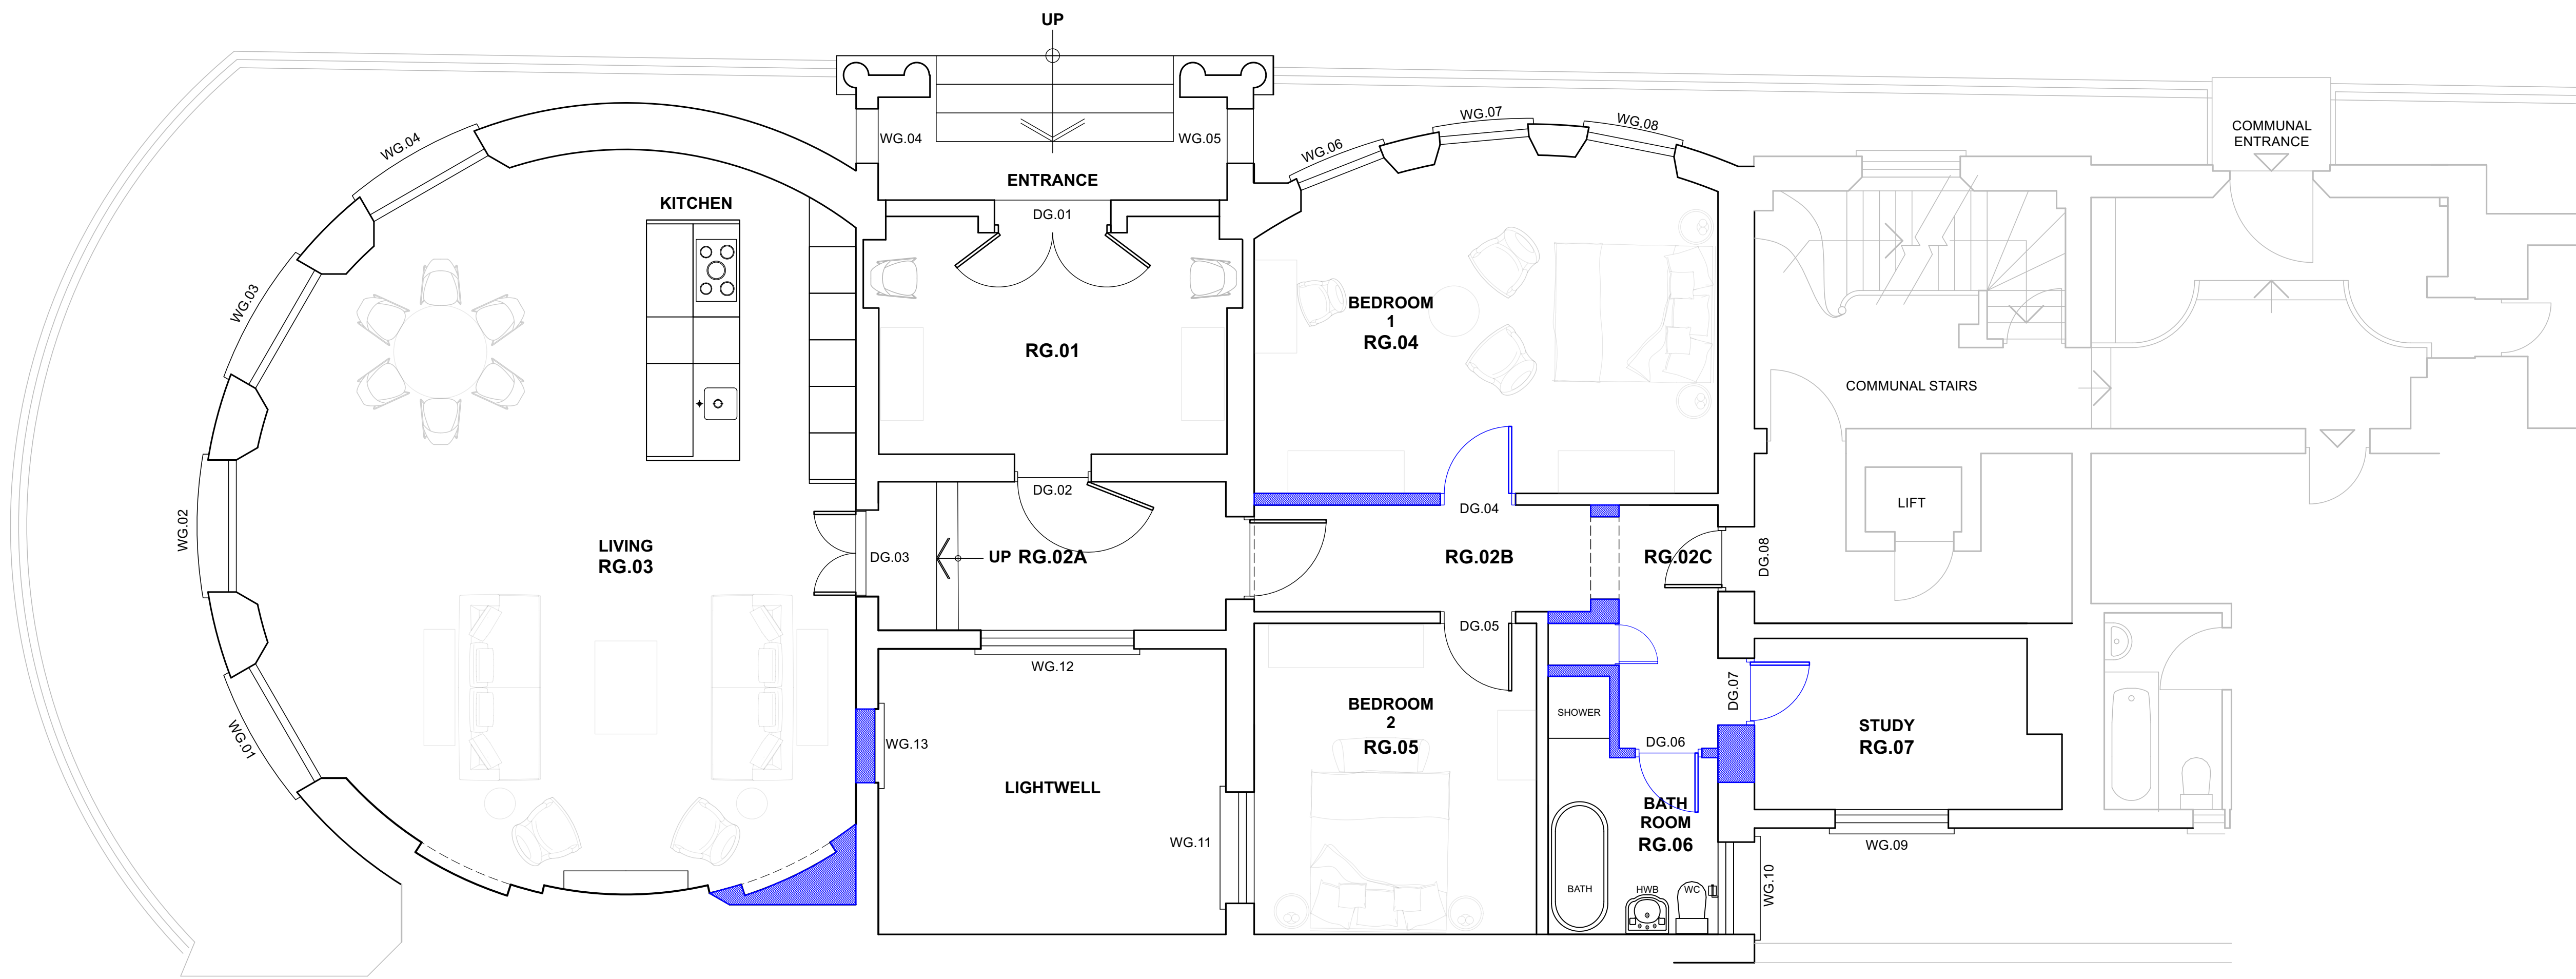 UP
WG.04
WG.05
ENTRANCE
DG.01
WG.06
WG.07
WG.08
COMMUNAL
ENTRANCE
WG.04
KITCHEN
WG.03
RG.01
BEDROOM
1
RG.04
COMMUNAL STAIRS
WG.02
DG.02
DG.04
LIFT
LIVING
RG.03
DG.03
UP
RG.02A
RG.02B
RG.02C
DG.08
DG.05
WG.12
WG.01
WG.13
BEDROOM
2
RG.05
SHOWER
DG.06
DG.07
STUDY
RG.07
LIGHTWELL
BATH
ROOM
RG.06
WG.11
WG.09
BATH
HWB
WC
WG.10